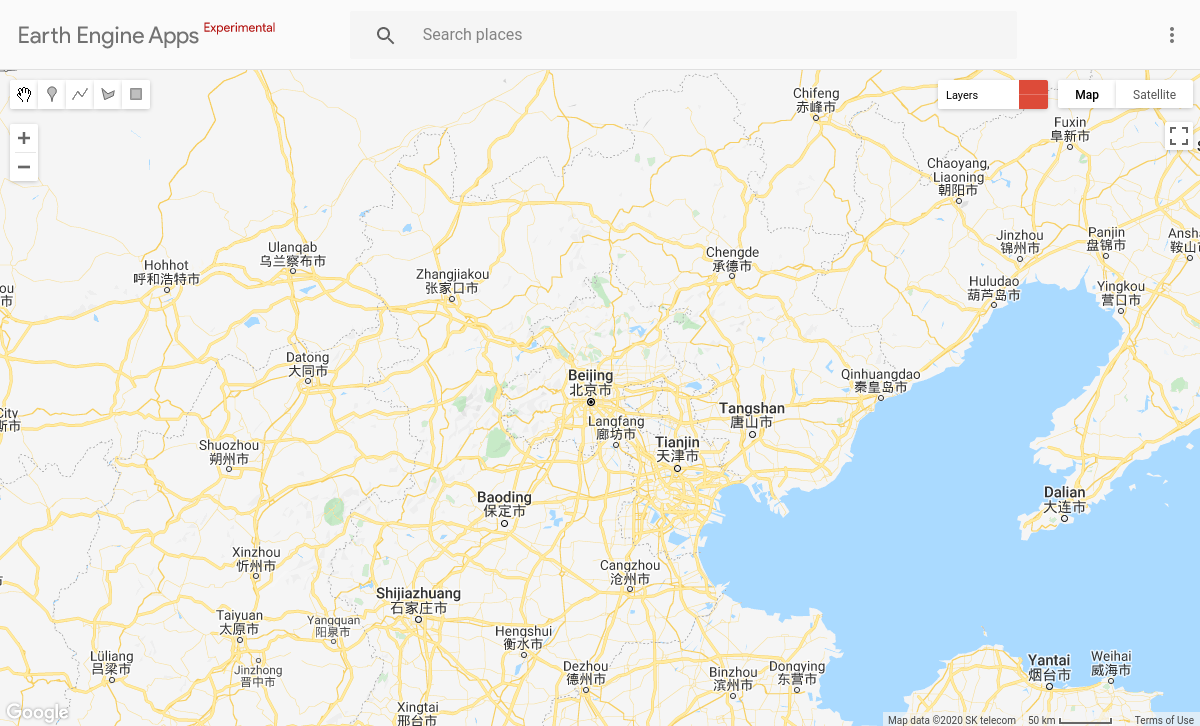 Earth Engine Apps Experimental
Search places
Layers
Map
Satellite
+
−
Chifeng
赤峰市
Fuxin
阜新市
Chaoyang,
Liaoning
朝阳市
Jinzhou
锦州市
Panjin
盘锦市
Ansha
鞍山市
Ulanqab
乌兰察布市
Hohhot
呼和浩特市
Chengde
承德市
Zhangjiakou
张家口市
Huludao
葫芦岛市
Yingkou
营口市
ou
市
Datong
大同市
Beijing
北京市
Qinhuangdao
秦皇岛市
City
斯市
Langfang
廊坊市
Tangshan
唐山市
Tianjin
天津市
Shuozhou
朔州市
Baoding
保定市
Dalian
大连市
Xinzhou
忻州市
Cangzhou
沧州市
Shijiazhuang
石家庄市
Taiyuan
太原市
Yangquan
阳泉市
Hengshui
衡水市
Lüliang
吕梁市
Jinzhong
晋中市
Dezhou
德州市
Binzhou
滨州市
Dongying
东营市
Yantai
烟台市
Weihai
威海市
Xingtai
邢台市
Google
Map data ©2020 SK telecom
50 km
Terms of Use